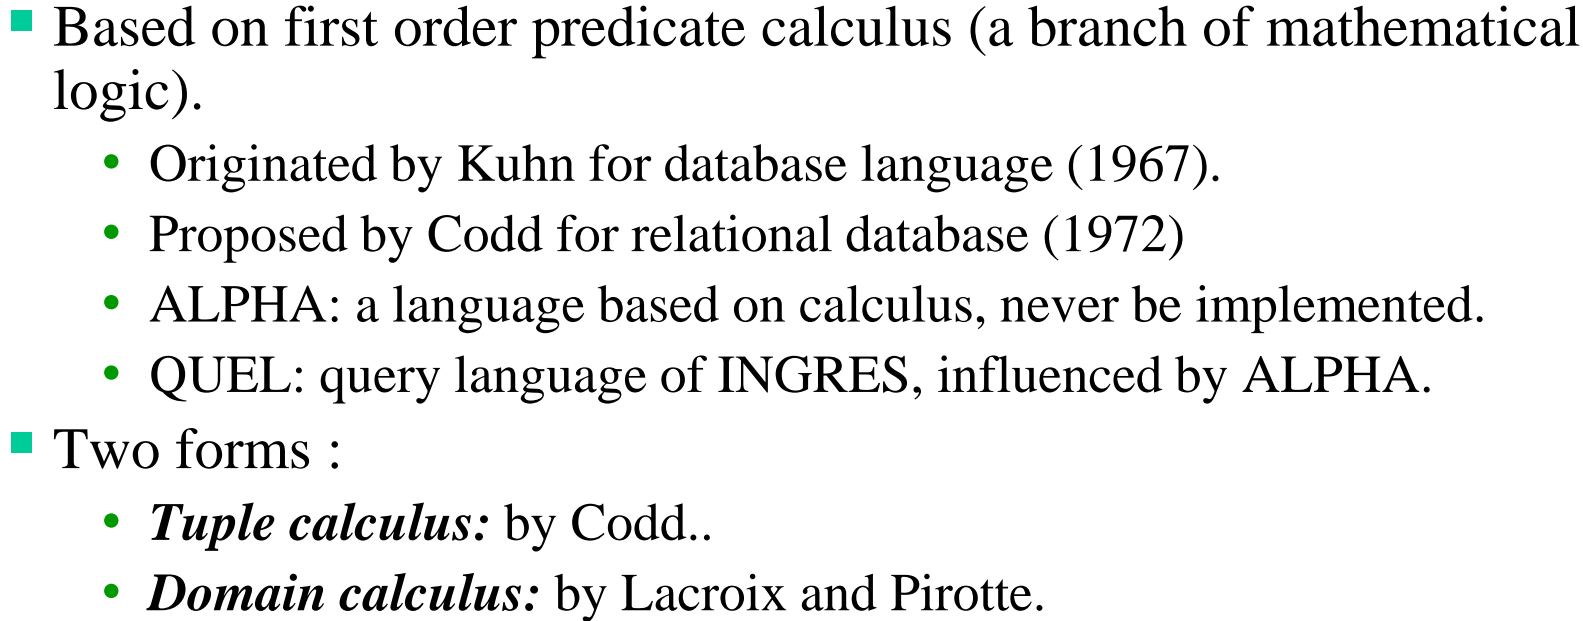 Based on first order predicate calculus (a branch of mathematical
logic).
• Originated by Kuhn for database language (1967).
• Proposed by Codd for relational database (1972)
• ALPHA: a language based on calculus, never be implemented.
• QUEL: query language of INGRES, influenced by ALPHA.
Two forms :
• Tuple calculus: by Codd..
• Domain calculus: by Lacroix and Pirotte.